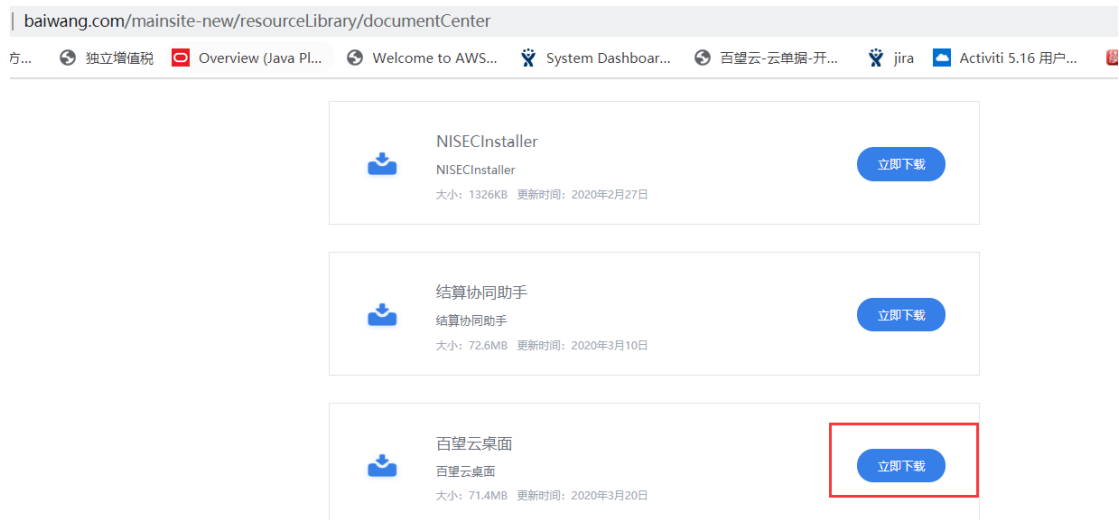 baiwang.com/mainsite-new/resourceLibrary/documentCenter
方... 独立增值税 Overview (Java Pl... Welcome to AWS... System Dashboar... 百望云-云单据-开... jira Activiti 5.16 用户...
NISECInstaller
NISECInstaller
大小：1326KB 更新时间：2020年2月27日
立即下载
结算协同助手
结算协同助手
大小：72.6MB 更新时间：2020年3月10日
立即下载
百望云桌面
百望云桌面
大小：71.4MB 更新时间：2020年3月20日
立即下载